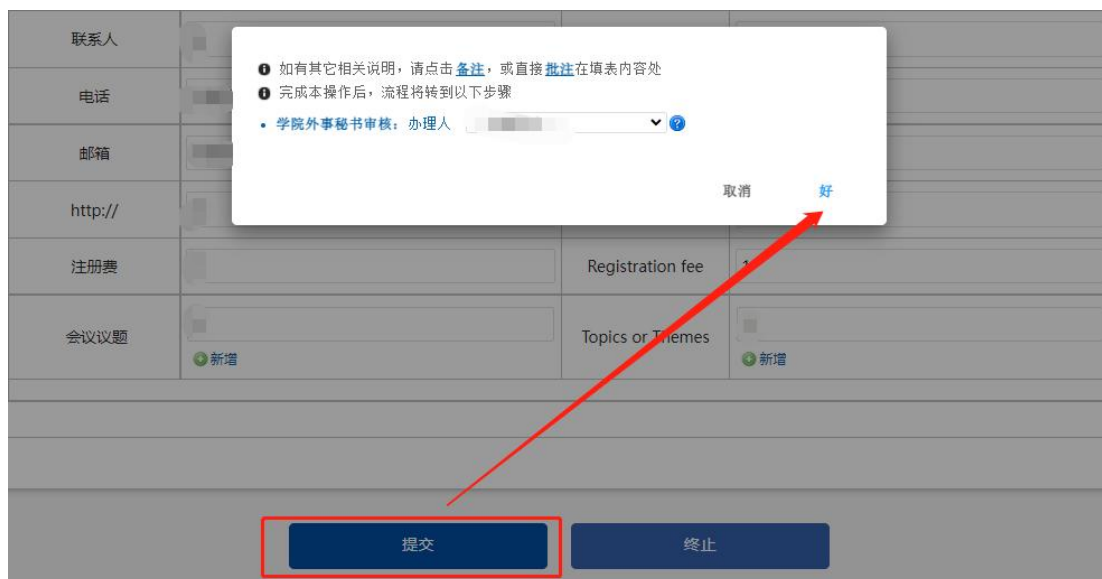 联系人
❶ 如有其它相关说明，请点击备注，或直接批注在填表内容处
电话
❶ 完成本操作后，流程将转到以下步骤
• 学院外事秘书审核：办理人
邮箱
取消 好
http://
注册费 Registration fee
会议议题 Topics or Themes
新增 新增
提交 终止